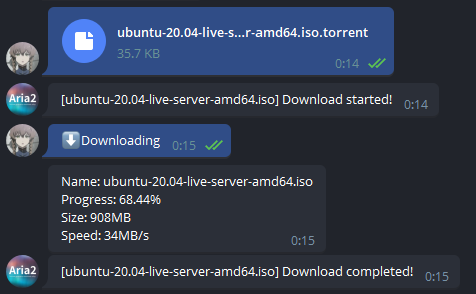 ubuntu-20.04-live-s...r-amd64.iso.torrent
35.7 KB
0:14
Aria2
[ubuntu-20.04-live-server-amd64.iso] Download started!
0:14
⬇️Downloading
0:15
Name: ubuntu-20.04-live-server-amd64.iso
Progress: 68.44%
Size: 908MB
Speed: 34MB/s
0:15
Aria2
[ubuntu-20.04-live-server-amd64.iso] Download completed!
0:15